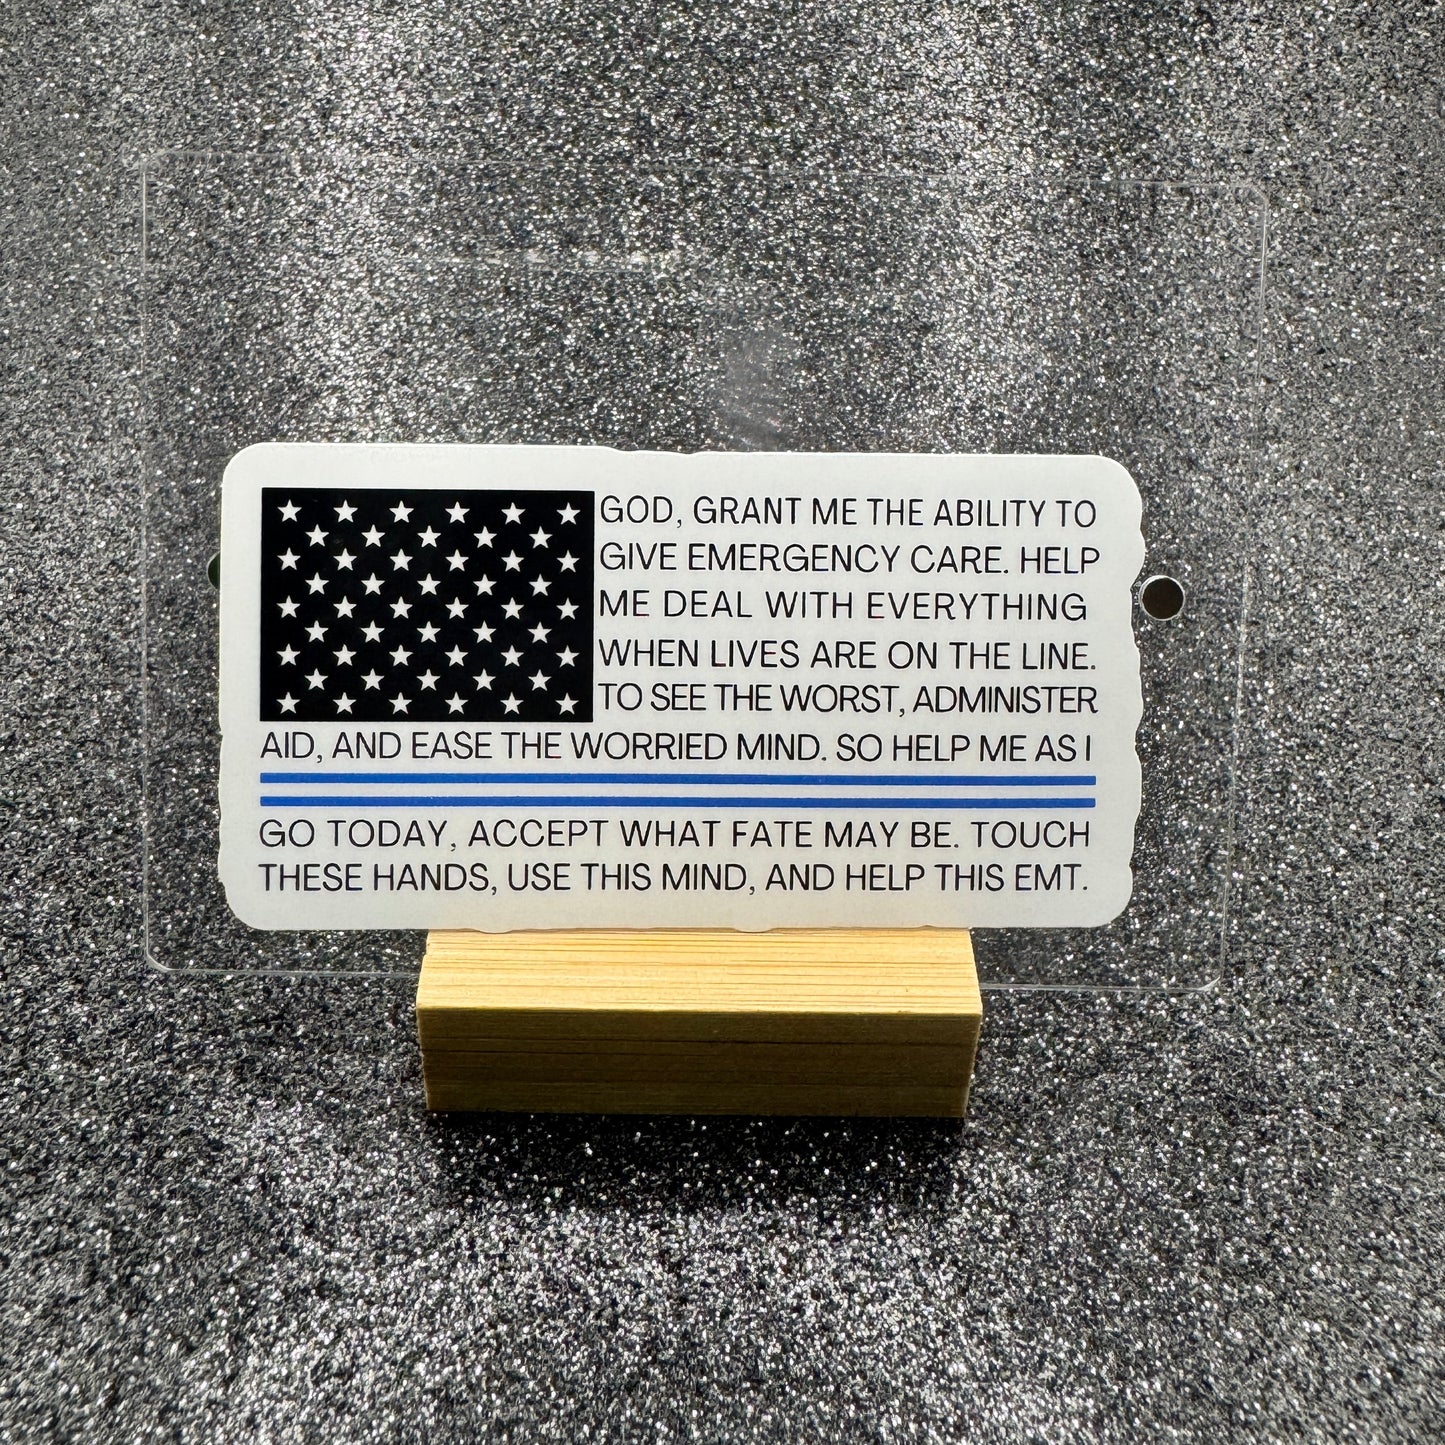 GOD, GRANT ME THE ABILITY TO
GIVE EMERGENCY CARE. HELP
ME DEAL WITH EVERYTHING
WHEN LIVES ARE ON THE LINE.
TO SEE THE WORST, ADMINISTER
AID, AND EASE THE WORRIED MIND. SO HELP ME AS I
GO TODAY, ACCEPT WHAT FATE MAY BE. TOUCH
THESE HANDS, USE THIS MIND, AND HELP THIS EMT.